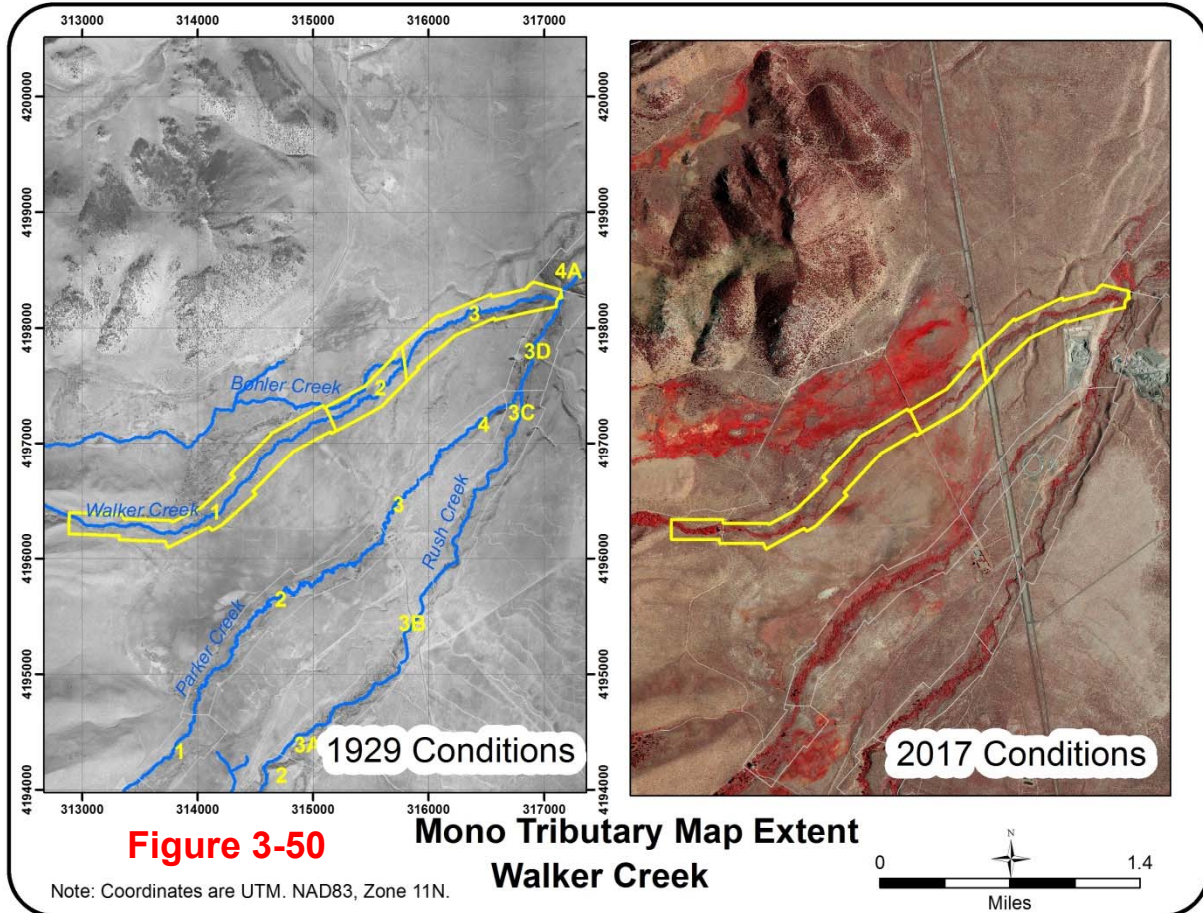 313000 314000 315000 316000 317000
4200000
4199000
4198000
4197000
4196000
4195000
4194000
4200000
4199000
4198000
4197000
4196000
4195000
4194000
4A
3
3D
Bohler Creek
2
3C
4
Walker Creek
1
3
Rush Creek
2
3B
Parker Creek
1
3A
2
1929 Conditions
2017 Conditions
313000 314000 315000 316000 317000
Figure 3-50
Mono Tributary Map Extent
Walker Creek
Note: Coordinates are UTM. NAD83, Zone 11N.
N
0 1.4
Miles